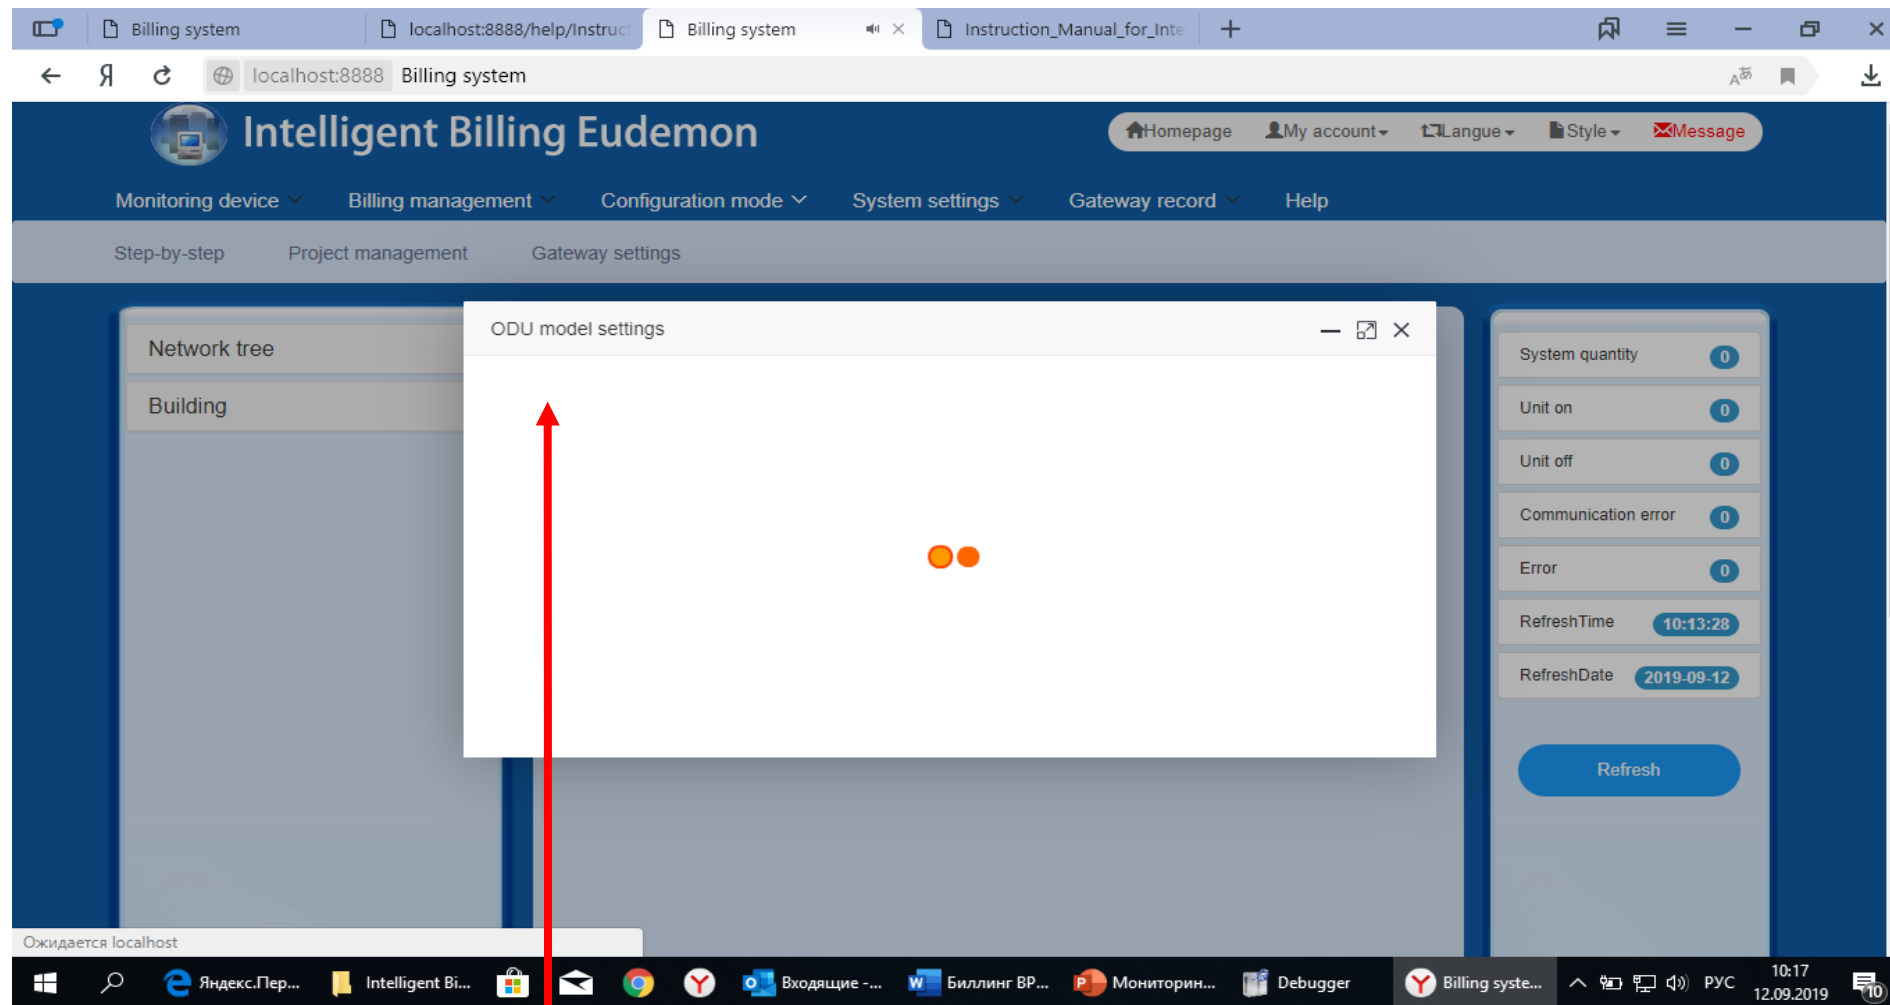 Billing system
localhost:8888/help/Instruc
Billing system
Instruction_Manual_for_Inte
localhost:8888 Billing system
Intelligent Billing Eudemon
Homepage My account Langue Style Message
Monitoring device Billing management Configuration mode System settings Gateway record Help
Step-by-step Project management Gateway settings
Network tree
Building
ODU model settings
System quantity 0
Unit on 0
Unit off 0
Communication error 0
Error 0
RefreshTime 10:13:28
RefreshDate 2019-09-12
Refresh
Ожидается localhost
Яндекс.Пер... Intelligent Bi... Входящие -... Биллинг ВР... Мониторин... Debugger Billing syste... РУС
10:17
12.09.2019
10